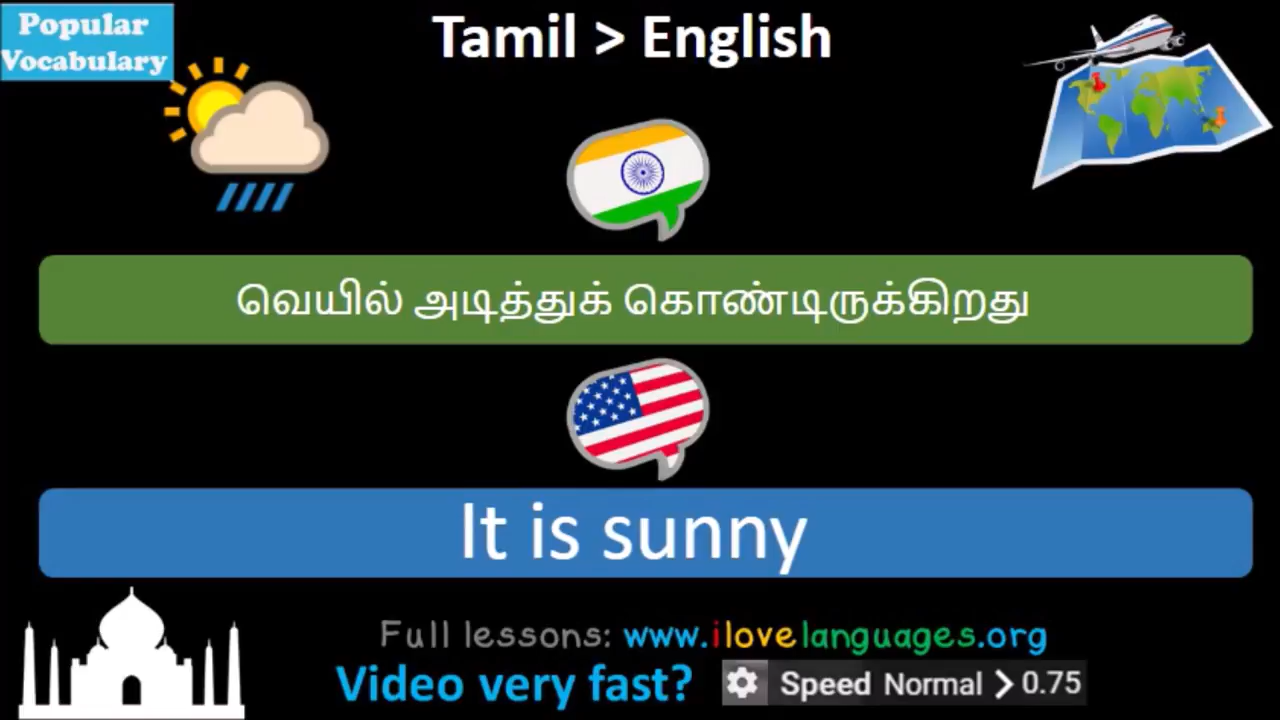 Popular
Vocabulary
Tamil > English
வெயில் அடித்துக் கொண்டிருக்கிறது
It is sunny
Full lessons: www.ilovelanguages.org
Video very fast? Speed Normal > 0.75